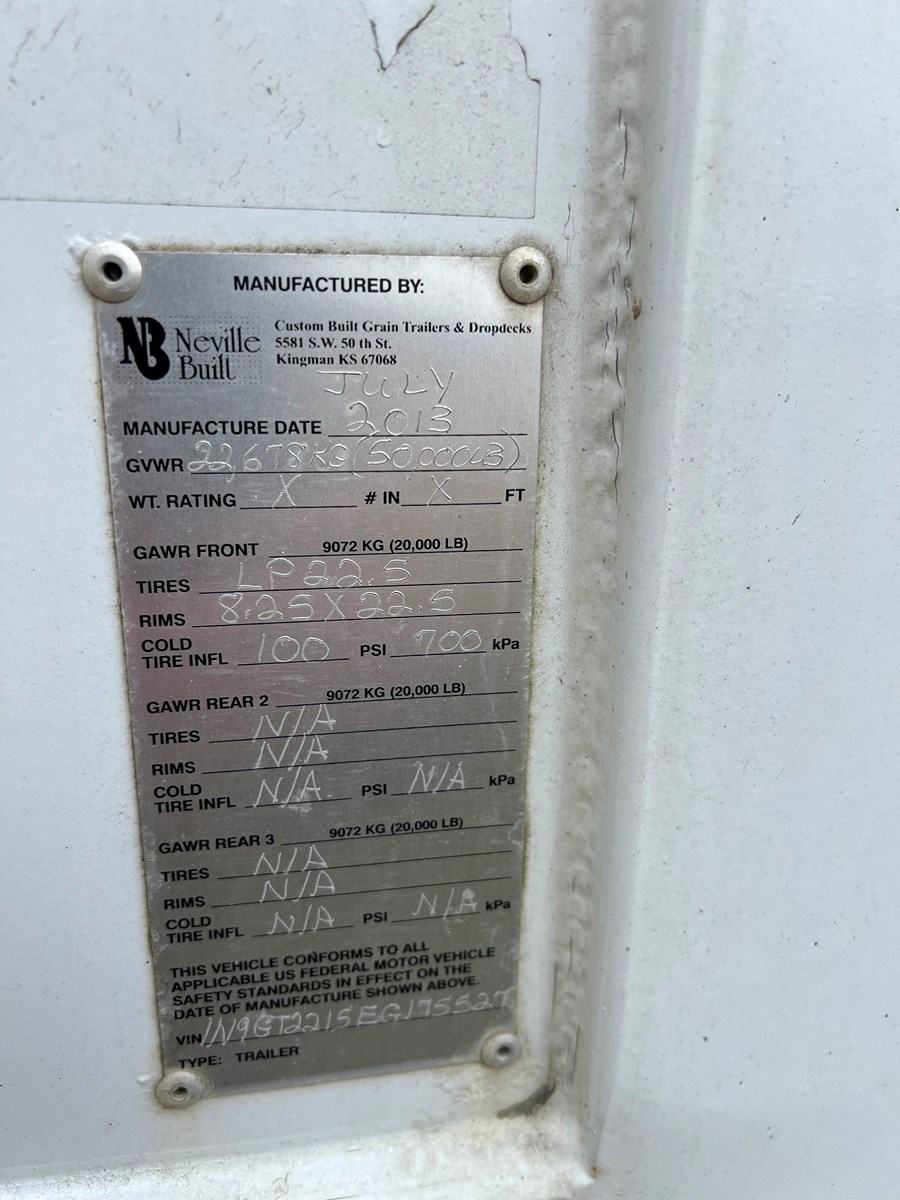 MANUFACTURED BY:
NB Neville Built
Custom Built Grain Trailers & Dropdecks
5581 S.W. 50 th St.
Kingman KS 67068
JULY
MANUFACTURE DATE 2013
GVWR 22,678KG (50,000LB)
WT. RATING X # IN X FT
GAWR FRONT 9072 KG (20,000 LB)
TIRES LP22.5
RIMS 8.25X22.5
COLD
TIRE INFL 100 PSI 700 kPa
GAWR REAR 2 9072 KG (20,000 LB)
TIRES N/A
RIMS N/A
COLD
TIRE INFL N/A PSI N/A kPa
GAWR REAR 3 9072 KG (20,000 LB)
TIRES N/A
RIMS N/A
COLD
TIRE INFL N/A PSI N/A kPa
THIS VEHICLE CONFORMS TO ALL
APPLICABLE US FEDERAL MOTOR VEHICLE
SAFETY STANDARDS IN EFFECT ON THE
DATE OF MANUFACTURE SHOWN ABOVE.
VIN 1N9GT2215EG175527
TYPE: TRAILER